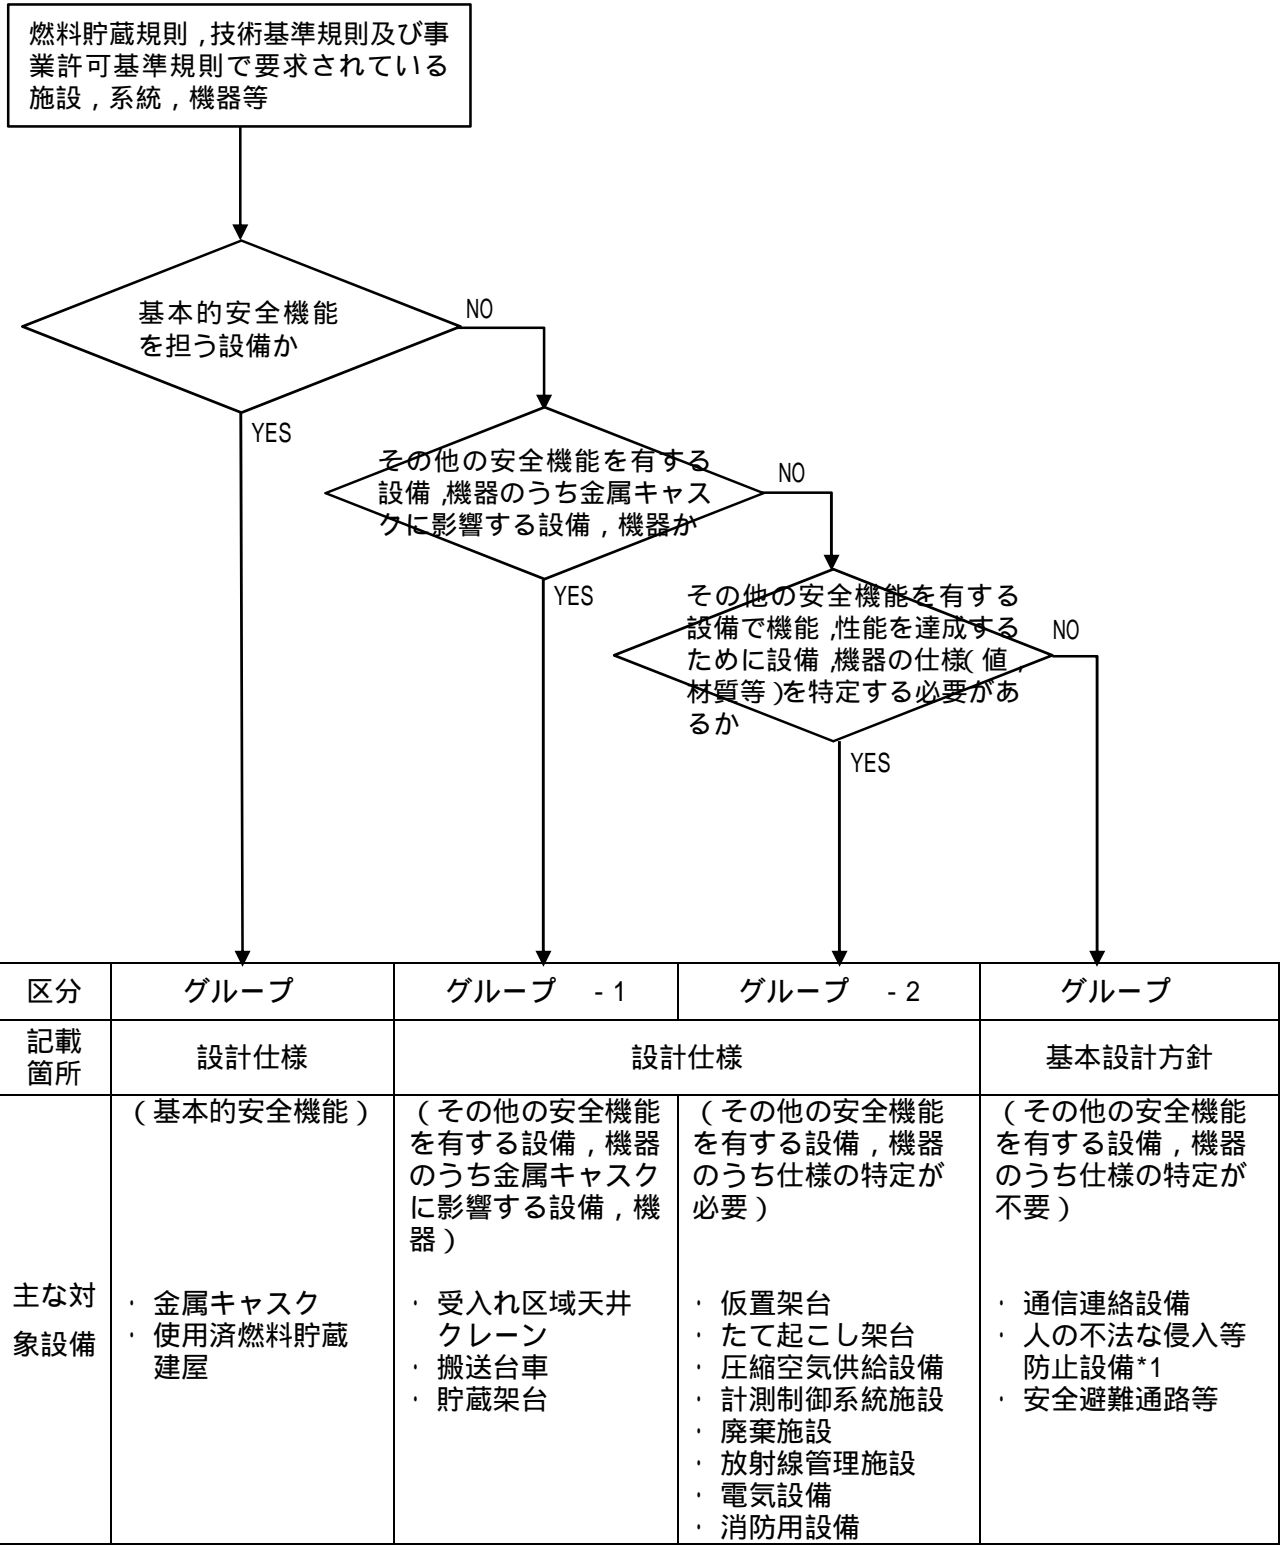 燃料貯蔵規則，技術基準規則及び事
業許可基準規則で要求されている
施設，系統，機器等
基本的安全機能
を担う設備か
NO
YES
その他の安全機能を有する
設備，機器のうち金属キャス
クに影響する設備，機器か
NO
YES
その他の安全機能を有する
設備で機能，性能を達成する
ために設備，機器の仕様（値，
材質等）を特定する必要があ
るか
NO
YES
区分 グループ グループ -1 グループ -2 グループ
記載
箇所
設計仕様 設計仕様 基本設計方針
主な対
象設備
（基本的安全機能）
・ 金属キャスク
・ 使用済燃料貯蔵
建屋
（その他の安全機能
を有する設備，機器
のうち金属キャスク
に影響する設備，機
器）
・ 受入れ区域天井
クレーン
・ 搬送台車
・ 貯蔵架台
（その他の安全機能
を有する設備，機器
のうち仕様の特定が
必要）
・ 仮置架台
・ たて起こし架台
・ 圧縮空気供給設備
・ 計測制御系統施設
・ 廃棄施設
・ 放射線管理施設
・ 電気設備
・ 消防用設備
（その他の安全機能
を有する設備，機器
のうち仕様の特定が
不要）
・ 通信連絡設備
・ 人の不法な侵入等
防止設備*1
・ 安全避難通路等